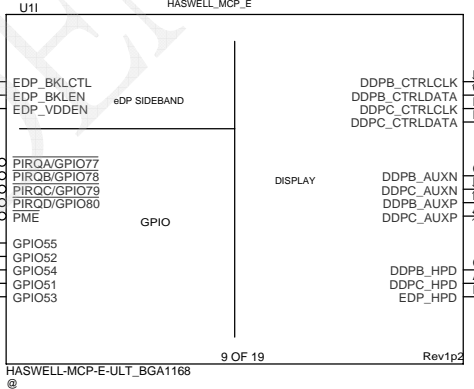 U1I
HASWELL_MCP_E
EDP_BKLCTL
EDP_BKLEN
EDP_VDDEN
eDP SIDEBAND
DDPB_CTRLCLK
DDPB_CTRLDATA
DDPC_CTRLCLK
DDPC_CTRLDATA
PIRQA/GPIO77
PIRQB/GPIO78
PIRQC/GPIO79
PIRQD/GPIO80
PME
GPIO
DISPLAY
DDPB_AUXN
DDPC_AUXN
DDPB_AUXP
DDPC_AUXP
GPIO55
GPIO52
GPIO54
GPIO51
GPIO53
DDPB_HPD
DDPC_HPD
EDP_HPD
9 OF 19
Rev1p2
HASWELL-MCP-E-ULT_BGA1168
@